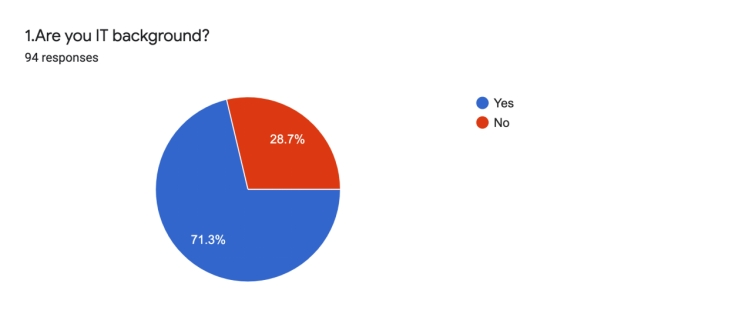 1.Are you IT background?
94 responses
Yes
No
28.7%
71.3%